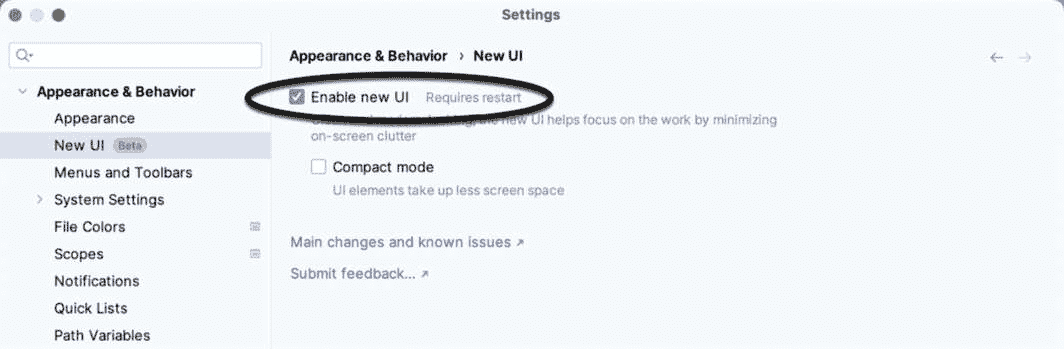 Settings
Appearance & Behavior
Appearance
New UI Beta
Menus and Toolbars
System Settings
File Colors
Scopes
Notifications
Quick Lists
Path Variables
Appearance & Behavior › New UI
Enable new UI Requires restart
the new UI helps focus on the work by minimizing
on-screen clutter
Compact mode
UI elements take up less screen space
Main changes and known issues ↗
Submit feedback... ↗